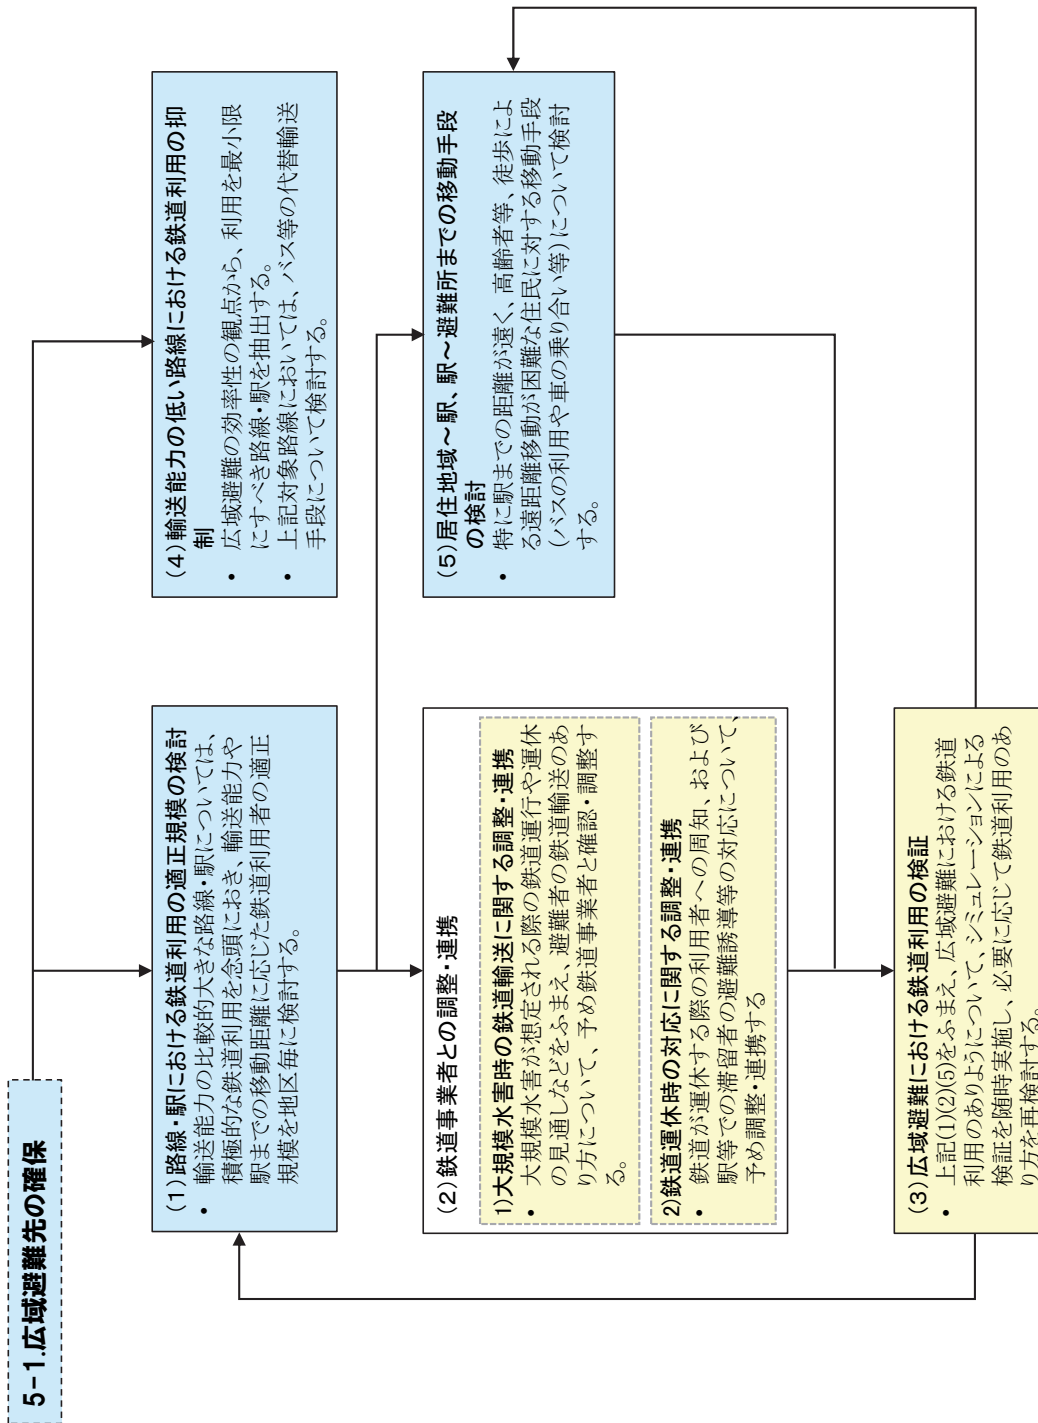 5-1.広域避難先の確保
(1)路線・駅における鉄道利用の適正規模の検討
• 輸送能力の比較的大きな路線・駅については、
積極的な鉄道利用を念頭におき、輸送能力や
駅までの移動距離に応じた鉄道利用者の適正
規模を地区毎に検討する。
(4)輸送能力の低い路線における鉄道利用の抑
制
• 広域避難の効率性の観点から、利用を最小限
にすべき路線・駅を抽出する。
• 上記対象路線においては、バス等の代替輸送
手段について検討する。
(2)鉄道事業者との調整・連携
1)大規模水害時の鉄道輸送に関する調整・連携
• 大規模水害が想定される際の鉄道運行や運休
の見通しなどをふまえ、避難者の鉄道輸送のあ
り方について、予め鉄道事業者と確認・調整す
る。
2)鉄道運休時の対応に関する調整・連携
• 鉄道が運休する際の利用者への周知、および
駅等での滞留者の避難誘導等の対応について、
予め調整・連携する
(5)居住地域～駅、駅～避難所までの移動手段
の検討
• 特に駅までの距離が遠く、高齢者等、徒歩によ
る遠距離移動が困難な住民に対する移動手段
(バスの利用や車の乗り合い等)について検討
する。
(3)広域避難における鉄道利用の検証
• 上記(1)(2)(5)をふまえ、広域避難における鉄道
利用のありようについて、シミュレーションによる
検証を随時実施し、必要に応じて鉄道利用のあ
り方を再検討する。